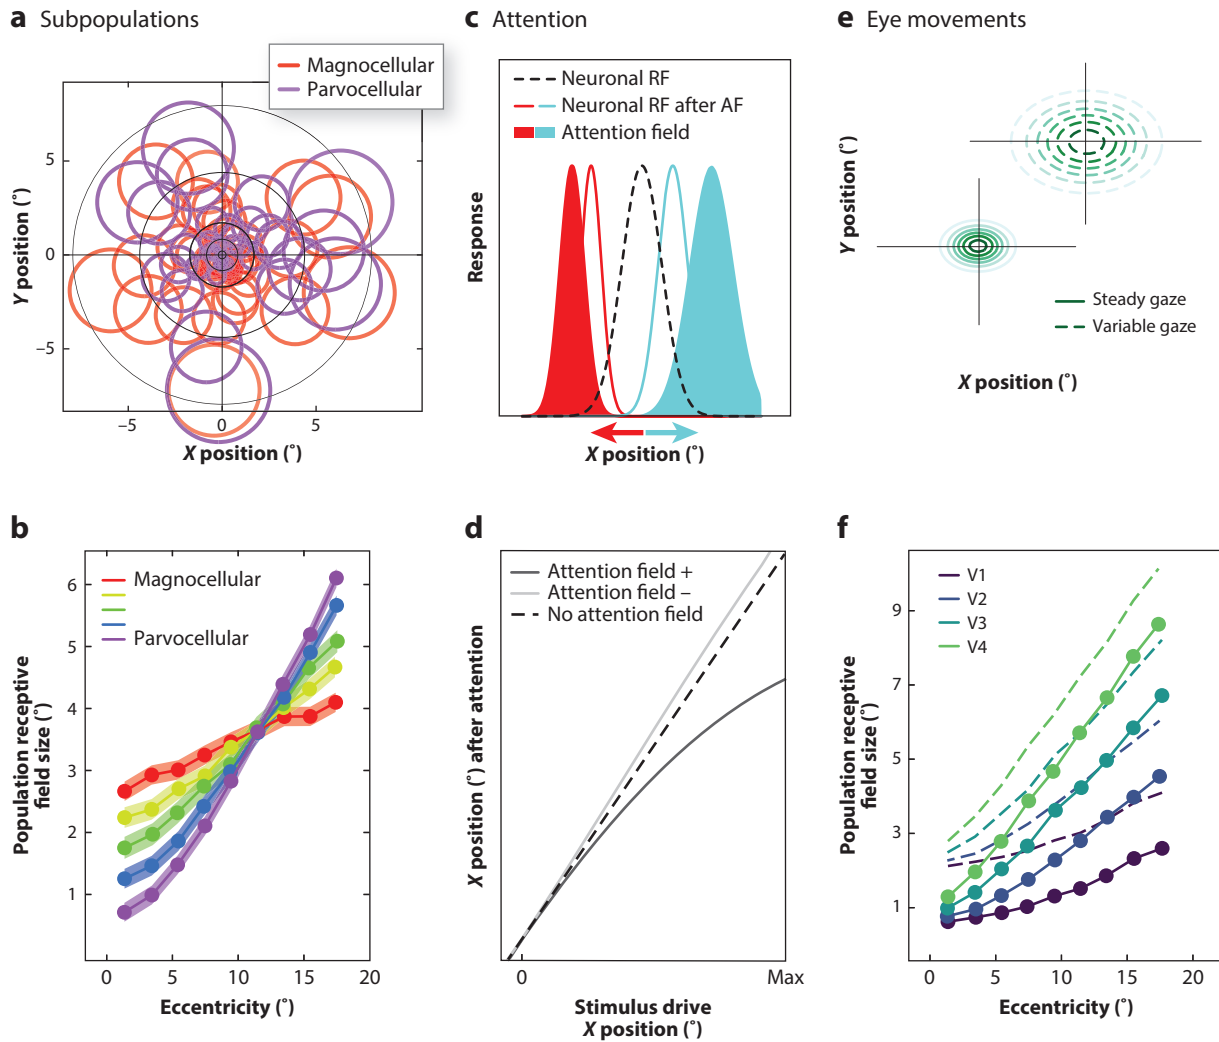 a Subpopulations
Magnocellular
Parvocellular
5
0
−5
−5
0
5
Y position (°)
X position (°)
c Attention
Neuronal RF
Neuronal RF after AF
Attention field
Response
X position (°)
e Eye movements
Y position (°)
Steady gaze
Variable gaze
X position (°)
b
Magnocellular
Parvocellular
6
5
4
3
2
1
0
5
10
15
20
Population receptive
field size (°)
Eccentricity (°)
d
Attention field +
Attention field −
No attention field
X position (°) after attention
0
Max
Stimulus drive
X position (°)
f
V1
V2
V3
V4
9
7
5
3
1
0
5
10
15
20
Population receptive
field size (°)
Eccentricity (°)